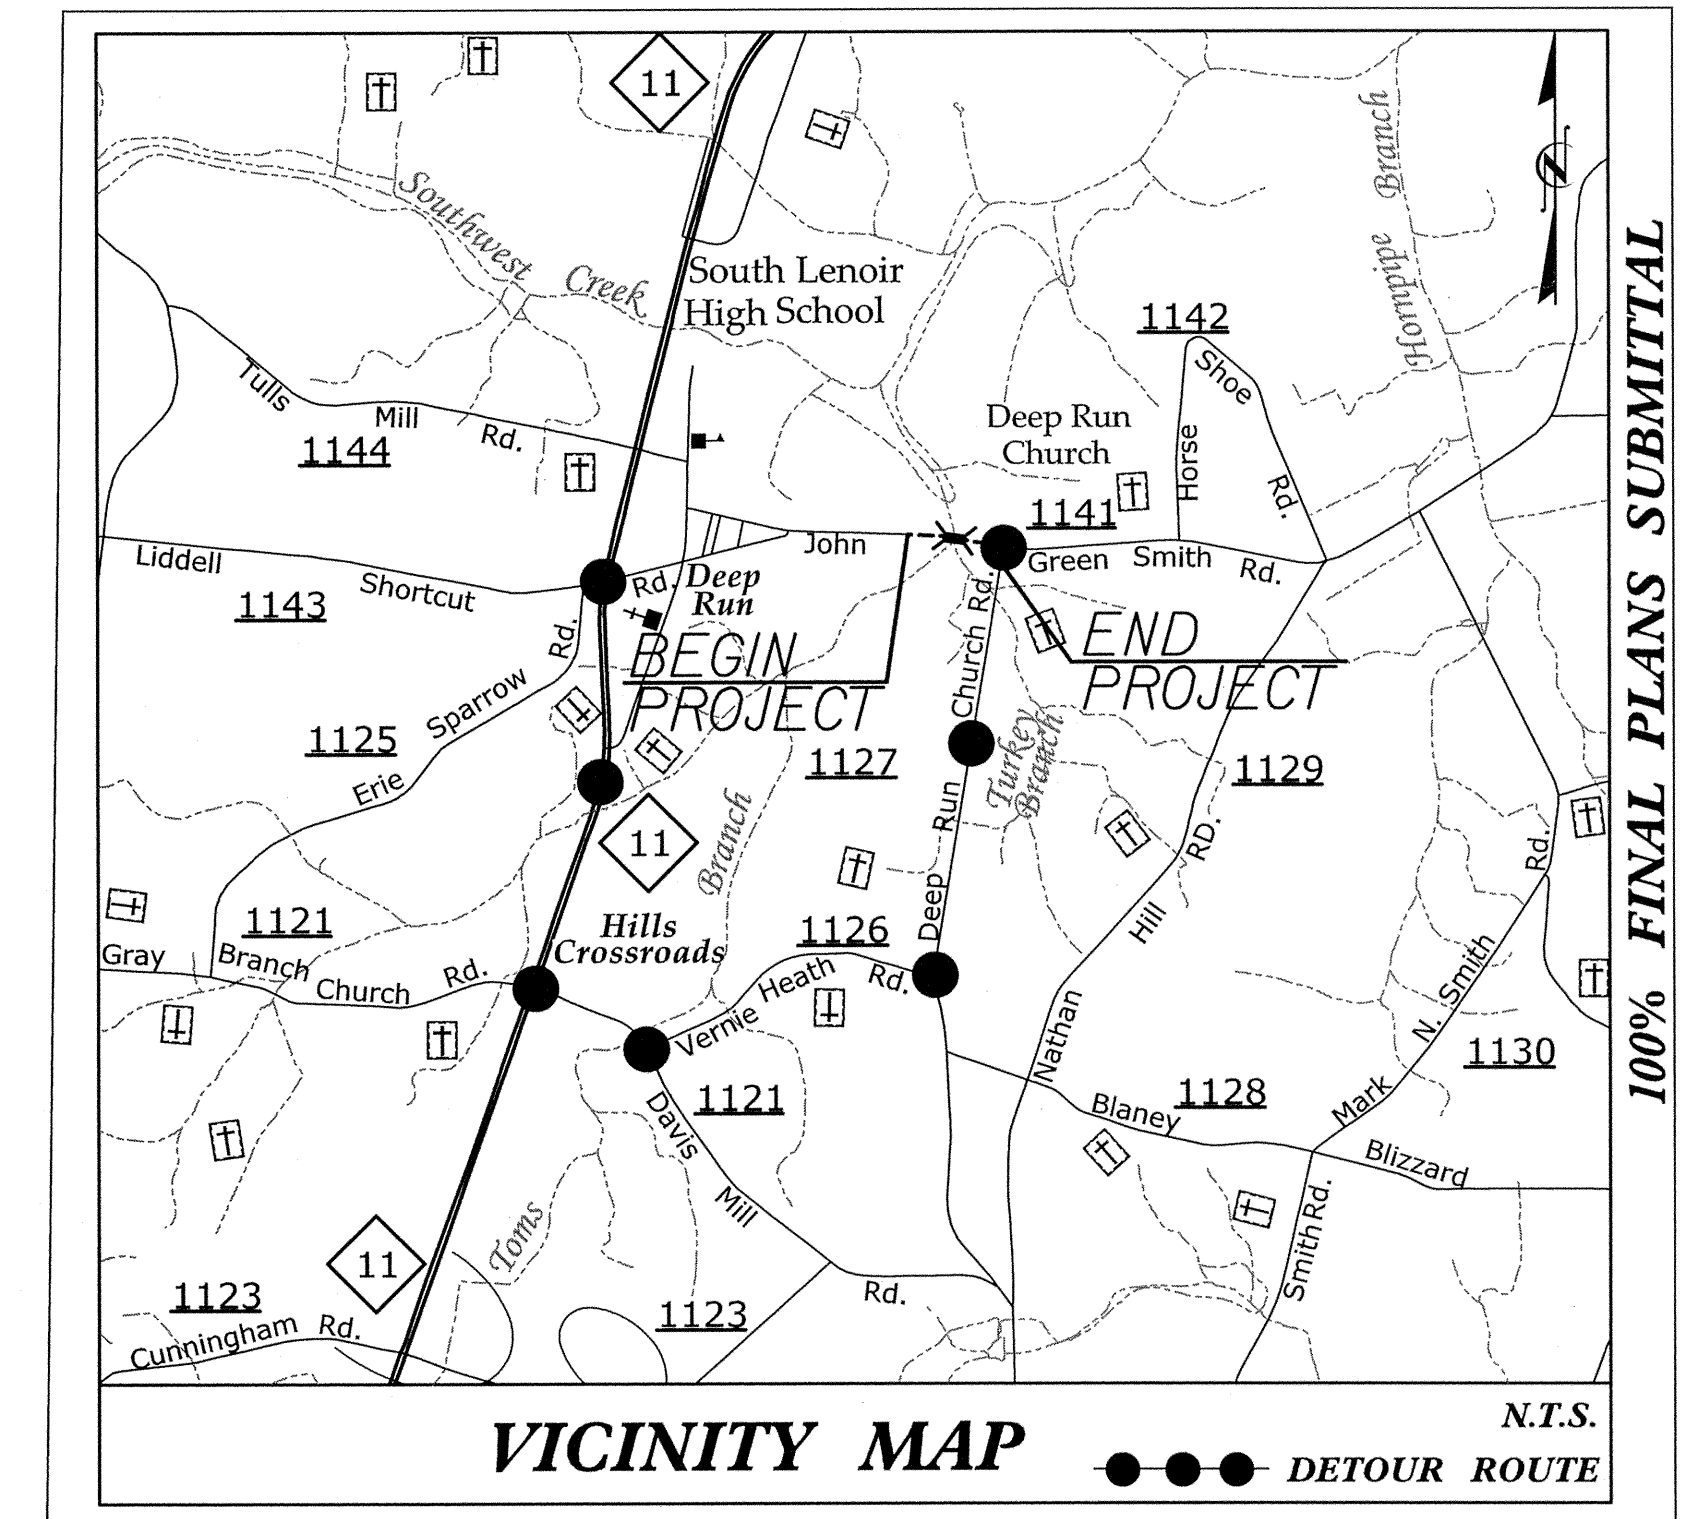 11
Southwest
Creek
Hornpipe Branch
South Lenoir
High School
1142
Shoe
Horse
Rd.
Tulls
Mill
Rd.
1144
Deep Run
Church
1141
John
Green Smith Rd.
Liddell
Shortcut
Rd.
1143
Deep
Run
BEGIN
PROJECT
END
PROJECT
Church Rd.
Rd.
Sparrow
1125
Erie
1127
Turkey
Branch
1129
11
Branch
Run
RD.
Rd.
Deep
Hill
1121
Hills
Crossroads
1126
Gray
Branch
Church
Rd.
Heath
Rd.
Vernie
Smith
N.
Nathan
1130
1121
1128
Davis
Blaney
Mark
Blizzard
Mill
Smith Rd.
Toms
11
1123
1123
Rd.
Cunningham Rd.
N
100% FINAL PLANS SUBMITTAL
VICINITY MAP
N.T.S.
DETOUR ROUTE